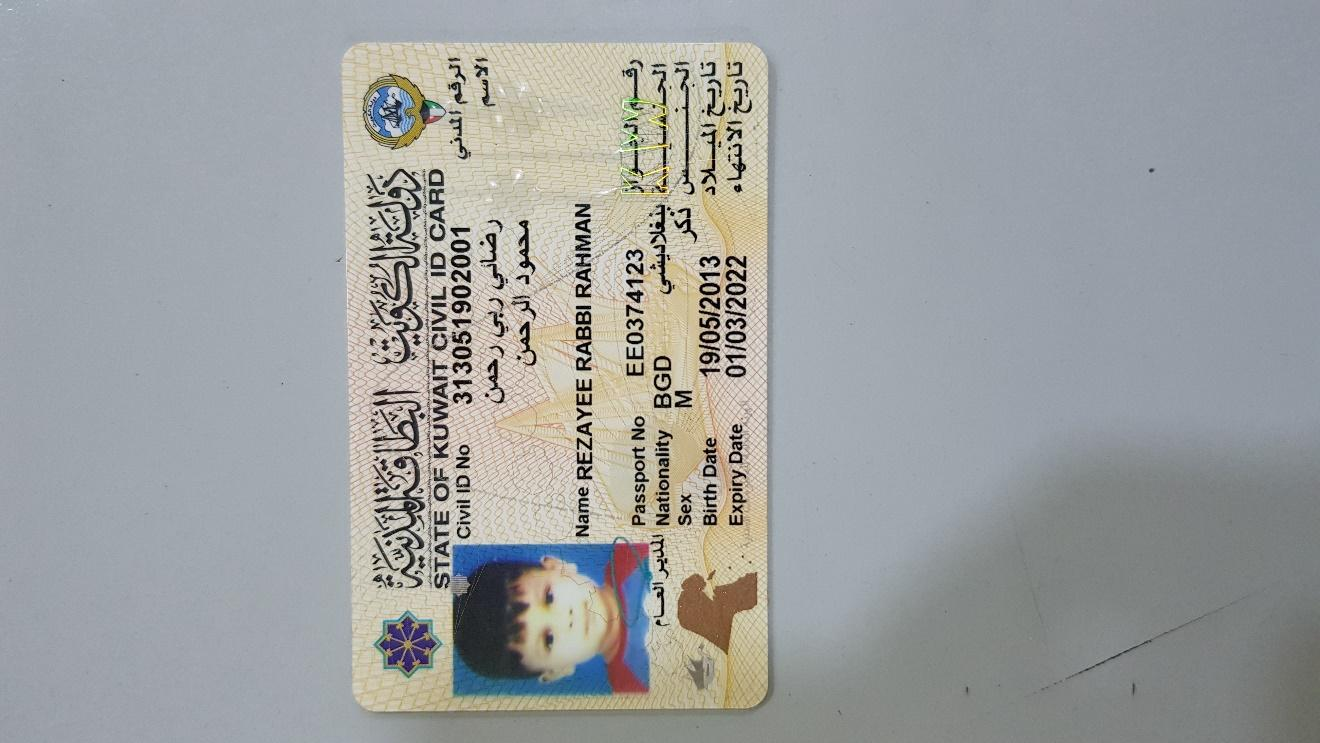 دولة الكويت البطاقة المدنية
STATE OF KUWAIT CIVIL ID CARD
Civil ID No 313051902001 الرقم المدني
رضائي ربي رحمن الاسم
محمود الرحمن
Name REZAYEE RABBI RAHMAN
Passport No EE0374123 رقم
Nationality BGD بنغلاديشي
Sex M ذكر الجنس
Birth Date 19/05/2013 تاريخ الميلاد
Expiry Date 01/03/2022 تاريخ الانتهاء
المدير العام